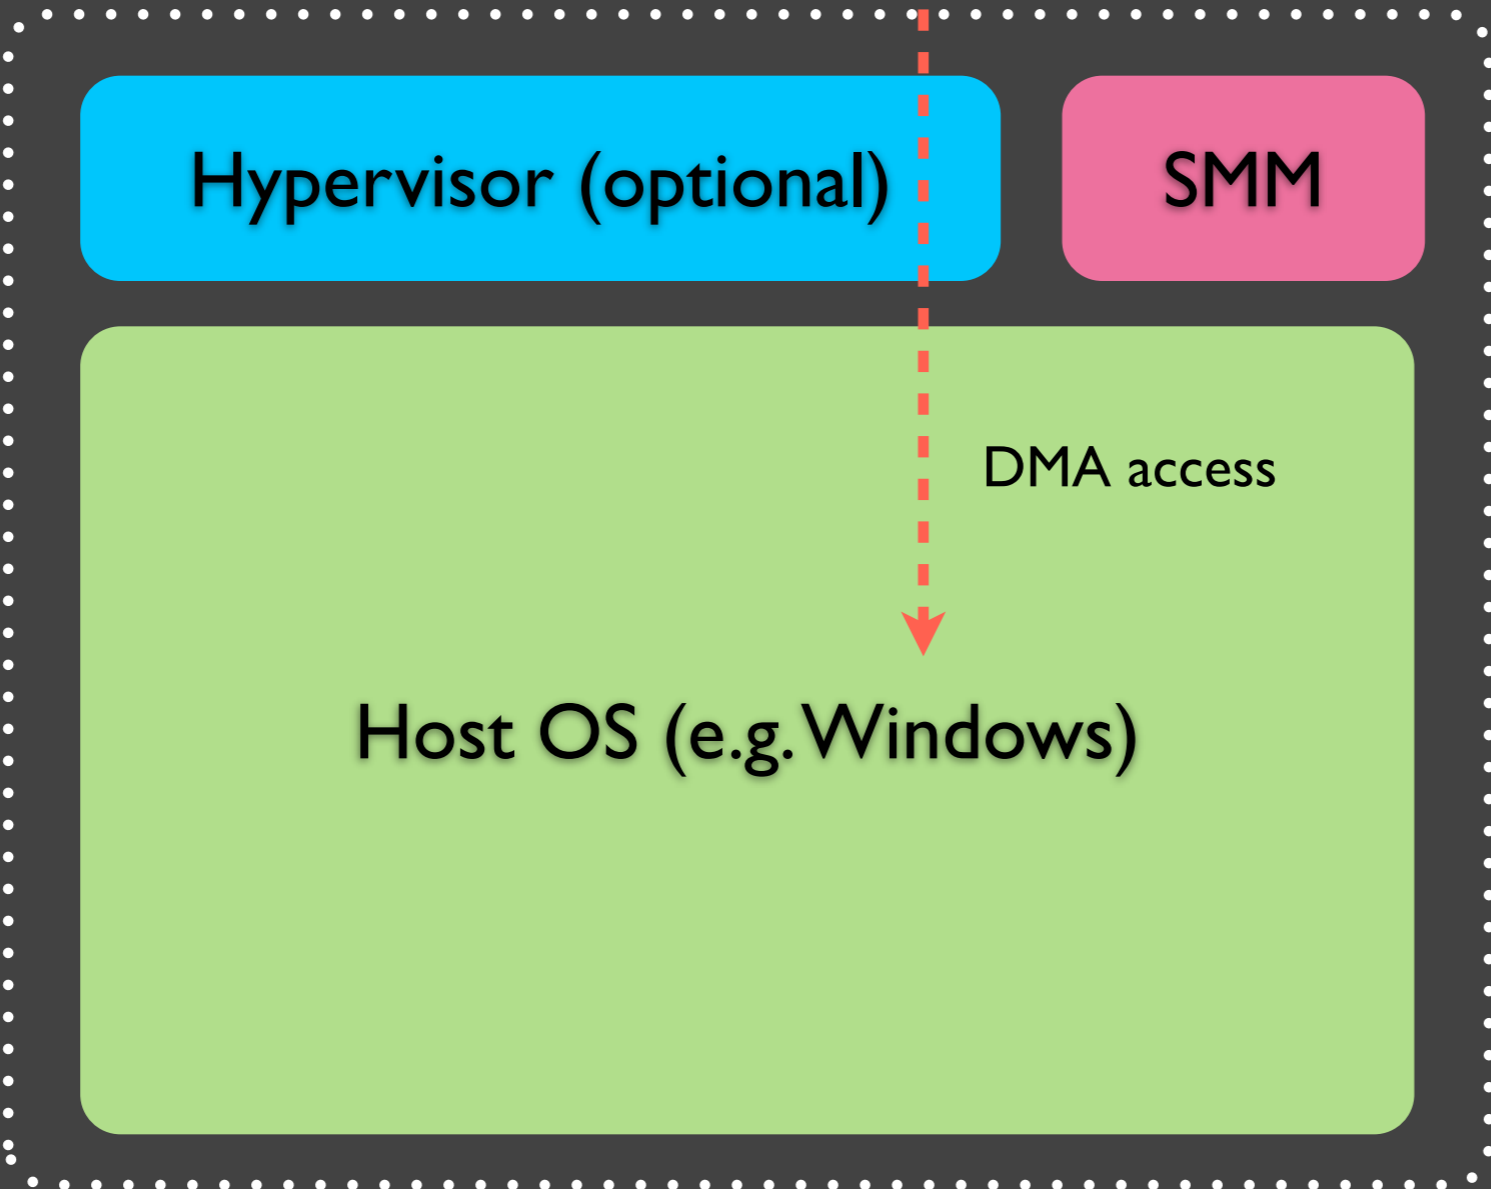 Hypervisor (optional)
SMM
DMA access
Host OS (e.g. Windows)